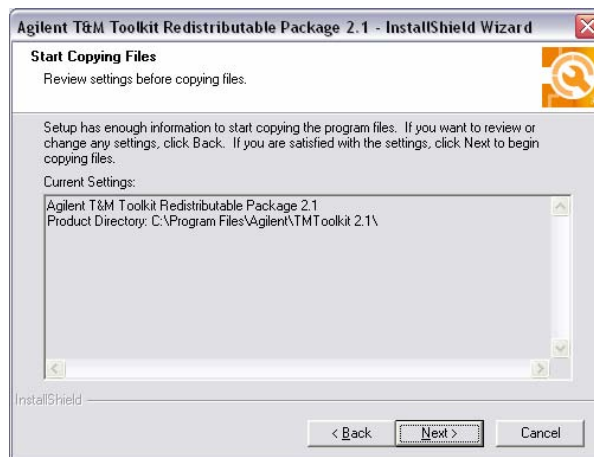 Agilent T&M Toolkit Redistributable Package 2.1 - InstallShield Wizard
Start Copying Files
Review settings before copying files.
Setup has enough information to start copying the program files. If you want to review or
change any settings, click Back. If you are satisfied with the settings, click Next to begin
copying files.
Current Settings:
Agilent T&M Toolkit Redistributable Package 2.1
Product Directory: C:\Program Files\Agilent\TMToolkit 2.1\
InstallShield
< Back
Next >
Cancel